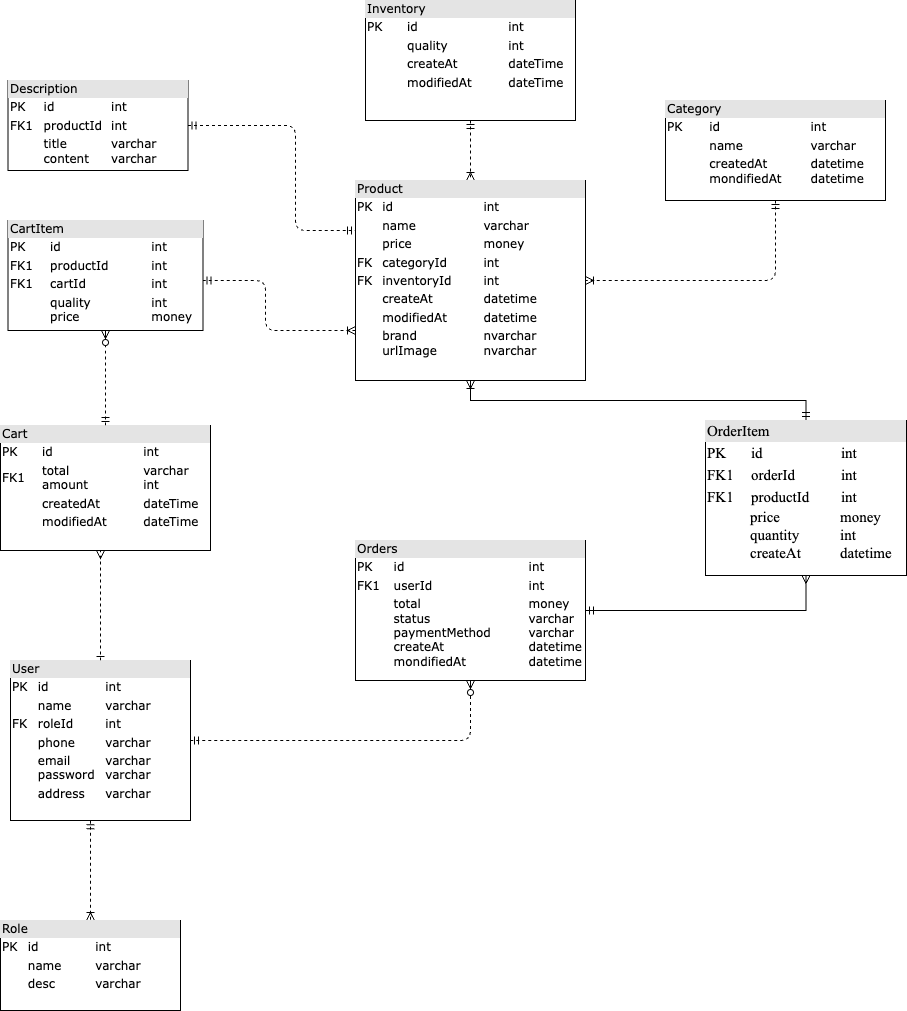 Inventory
PK id int
quality int
createAt dateTime
modifiedAt dateTime
Description
PK id int
FK1 productId int
title varchar
content varchar
Category
PK id int
name varchar
createdAt datetime
mondifiedAt datetime
Product
PK id int
name varchar
price money
FK categoryId int
FK inventoryId int
createAt datetime
modifiedAt datetime
brand nvarchar
urlImage nvarchar
CartItem
PK id int
FK1 productId int
FK1 cartId int
quality int
price money
Cart
PK id int
FK1 total varchar
amount int
createdAt dateTime
modifiedAt dateTime
OrderItem
PK id int
FK1 orderId int
FK1 productId int
price money
quantity int
createAt datetime
Orders
PK id int
FK1 userId int
total money
status varchar
paymentMethod varchar
createAt datetime
mondifiedAt datetime
User
PK id int
name varchar
FK roleId int
phone varchar
email varchar
password varchar
address varchar
Role
PK id int
name varchar
desc varchar